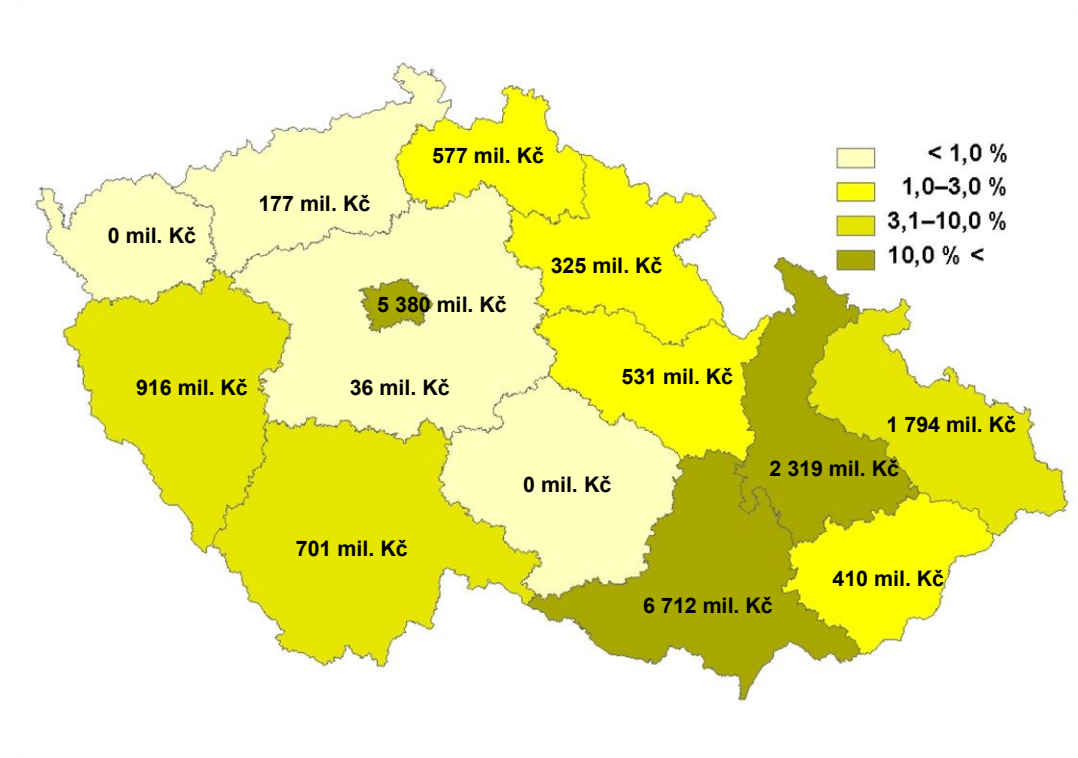 577 mil. Kč
< 1,0 %
1,0–3,0 %
177 mil. Kč
3,1–10,0 %
0 mil. Kč
10,0 % <
325 mil. Kč
5 380 mil. Kč
916 mil. Kč
36 mil. Kč
531 mil. Kč
1 794 mil. Kč
2 319 mil. Kč
0 mil. Kč
701 mil. Kč
410 mil. Kč
6 712 mil. Kč